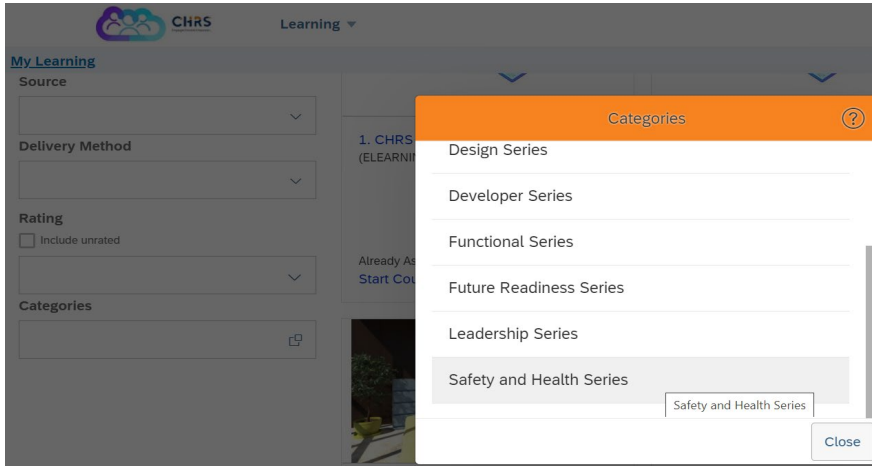 CHRS
Learning
My Learning
Source
Delivery Method
Rating
Include unrated
Categories
1. CHRS
(ELEARNIN
Already As
Start Cou
Categories
?
Design Series
Developer Series
Functional Series
Future Readiness Series
Leadership Series
Safety and Health Series
Safety and Health Series
Close